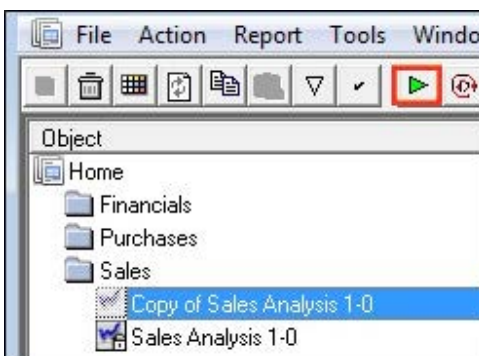 File Action Report Tools Windo
Object
Home
Financials
Purchases
Sales
Copy of Sales Analysis 1-0
Sales Analysis 1-0